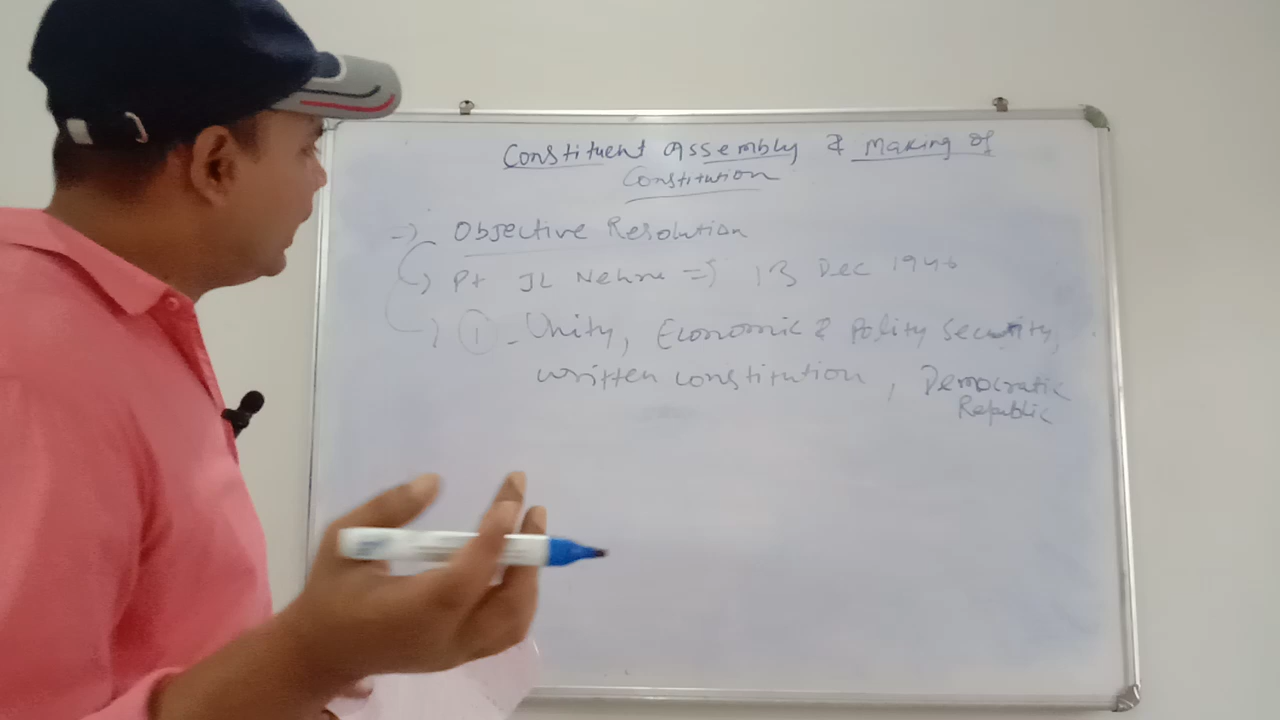 Constituent Assembly & Making of
Constitution
-> Objective Resolution
-> Pt JL Nehru => 13 Dec 1946
-> ① - Unity, Economic & Polity Security,
written constitution, Democratic
Republic